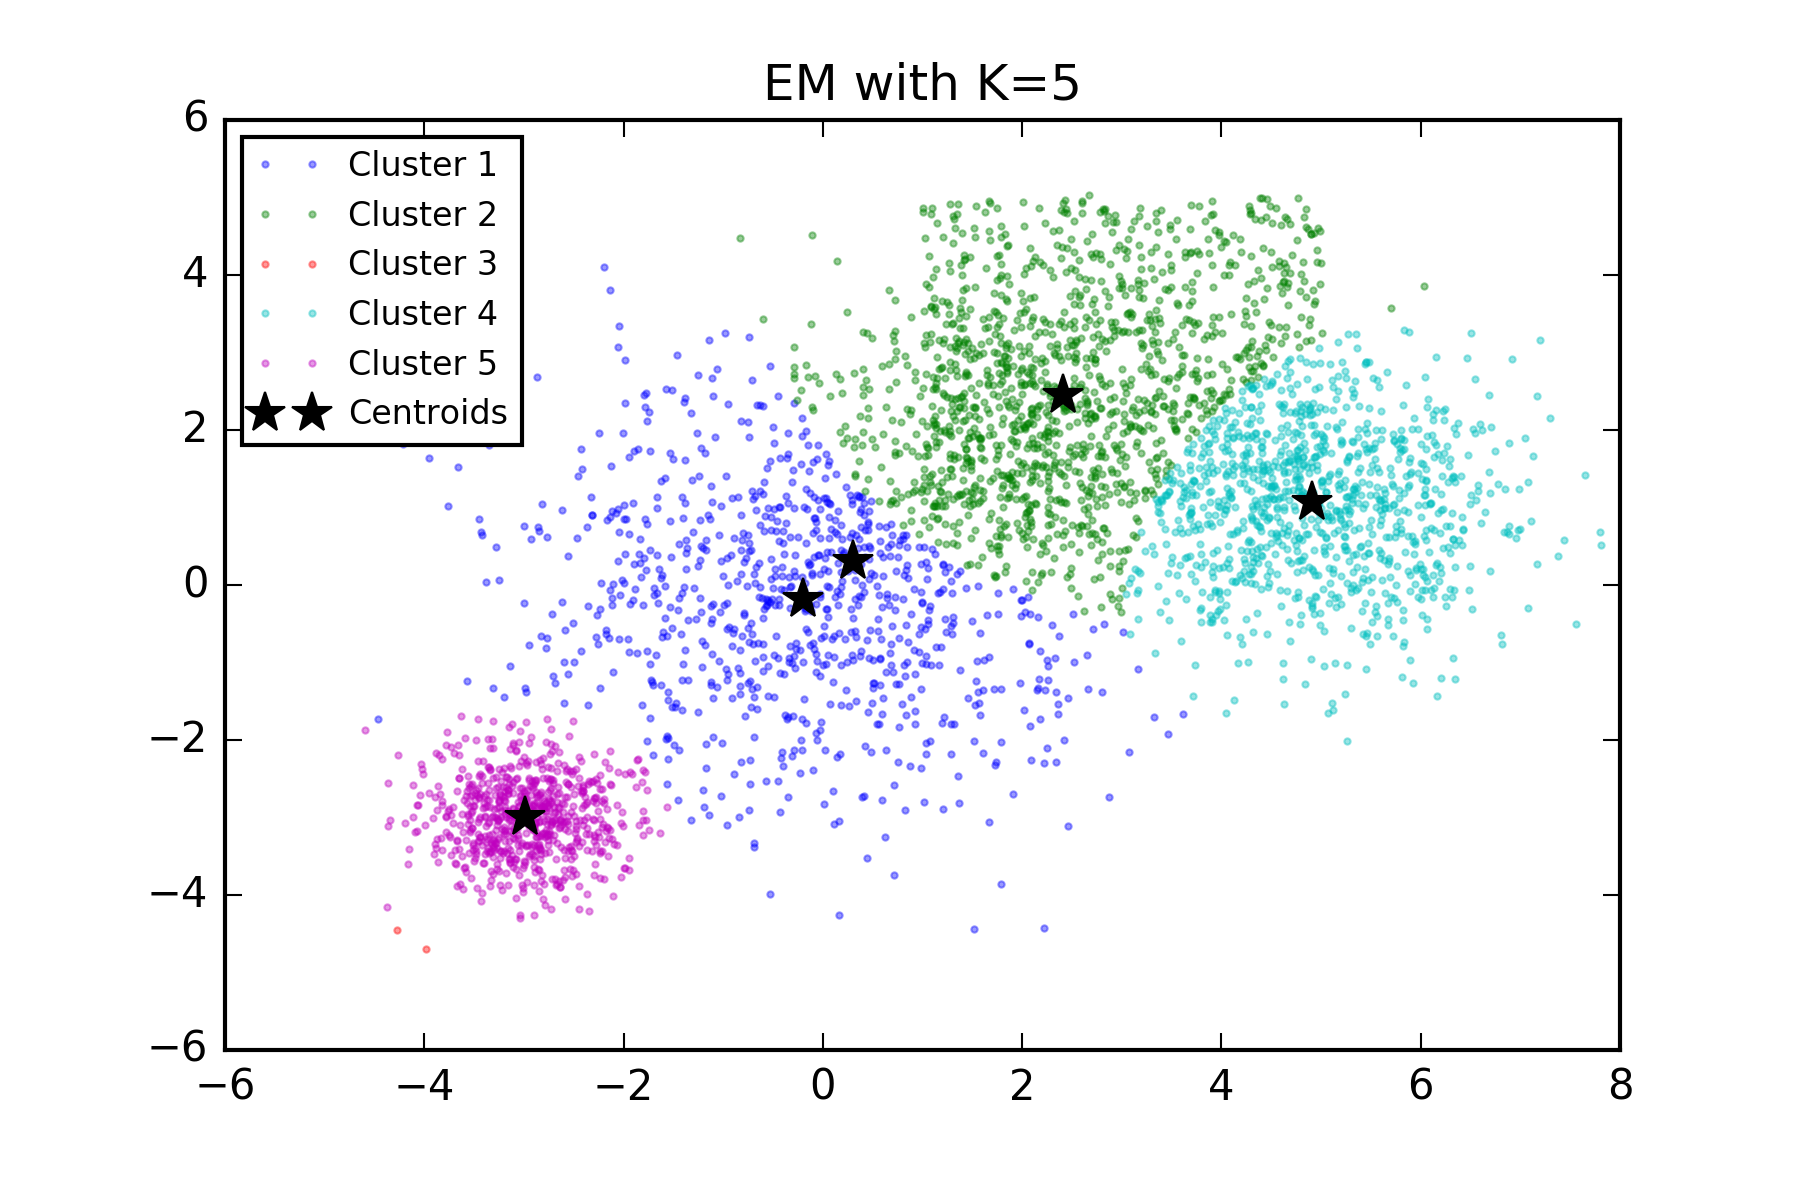 EM with K=5
6
4
2
0
−2
−4
−6
Cluster 1
Cluster 2
Cluster 3
Cluster 4
Cluster 5
Centroids
−6 −4 −2 0 2 4 6 8